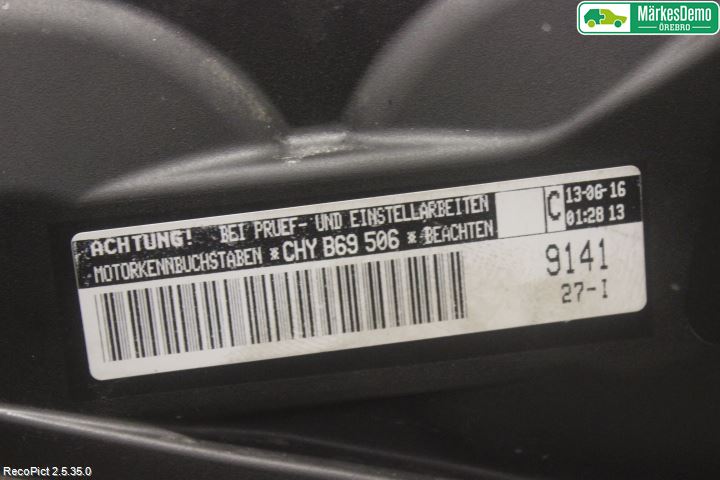 MärkesDemo
ÖREBRO
ACHTUNG! BEI PRUEF- UND EINSTELLARBEITEN
MOTORKENNBUCHSTABEN *CHY B69 506* BEACHTEN
C
13-06-16
01:28 13
9141
27-I
RecoPict 2.5.35.0